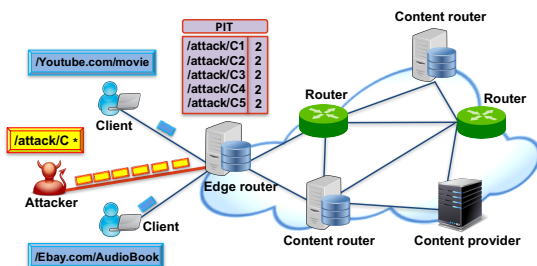 PIT
/attack/C1 2
/attack/C2 2
/attack/C3 2
/attack/C4 2
/attack/C5 2
Content router
/Youtube.com/movie
Client
Router
Router
/attack/C *
Attacker
Edge router
Client
Content router
Content provider
/Ebay.com/AudioBook